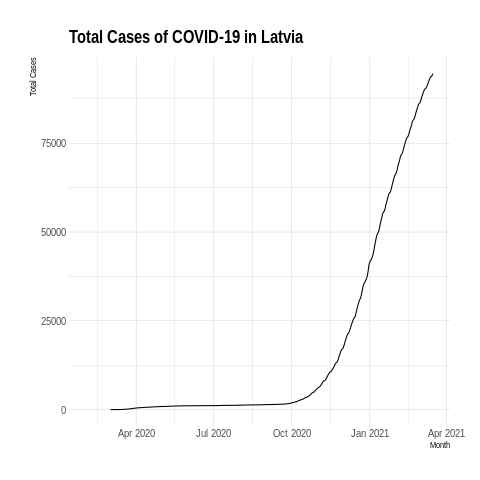 Total Cases of COVID-19 in Latvia
Total Cases
75000
50000
25000
0
Apr 2020
Jul 2020
Oct 2020
Jan 2021
Apr 2021
Month